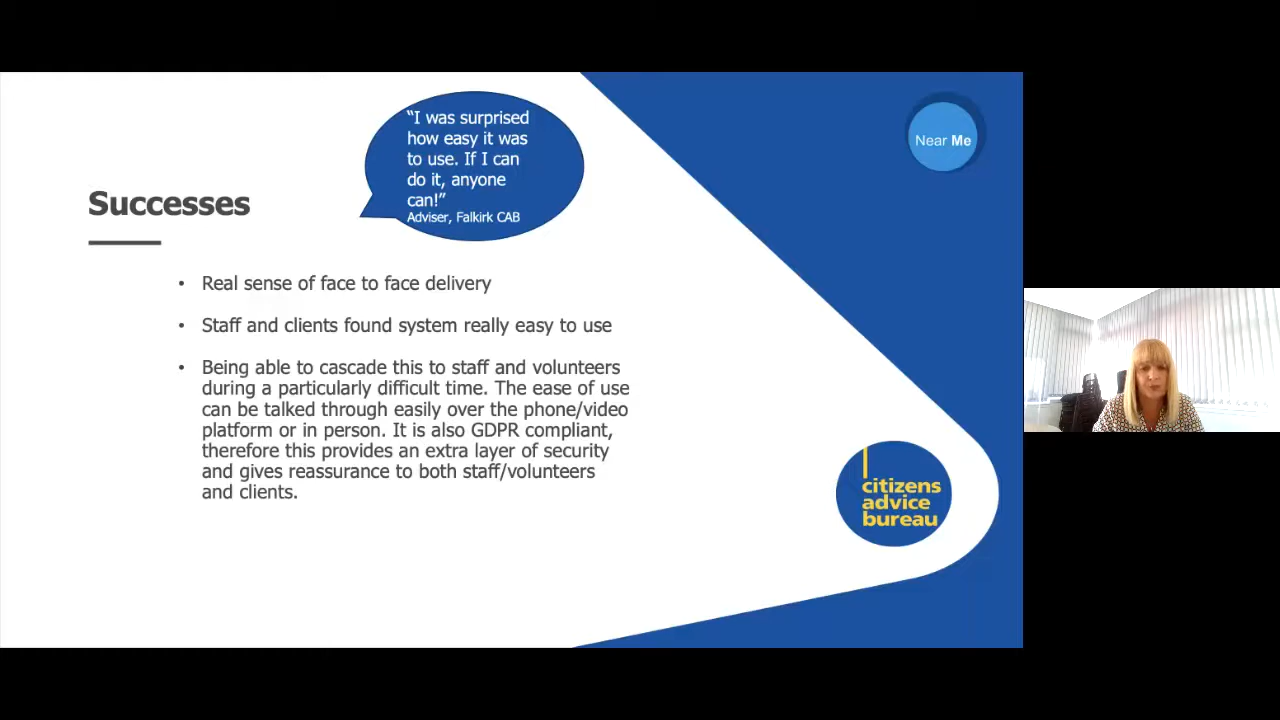 “I was surprised
how easy it was
to use. If I can
do it, anyone
can!”
Adviser, Falkirk CAB
Near Me
Successes
• Real sense of face to face delivery
• Staff and clients found system really easy to use
• Being able to cascade this to staff and volunteers
during a particularly difficult time. The ease of use
can be talked through easily over the phone/video
platform or in person. It is also GDPR compliant,
therefore this provides an extra layer of security
and gives reassurance to both staff/volunteers
and clients.
citizens
advice
bureau